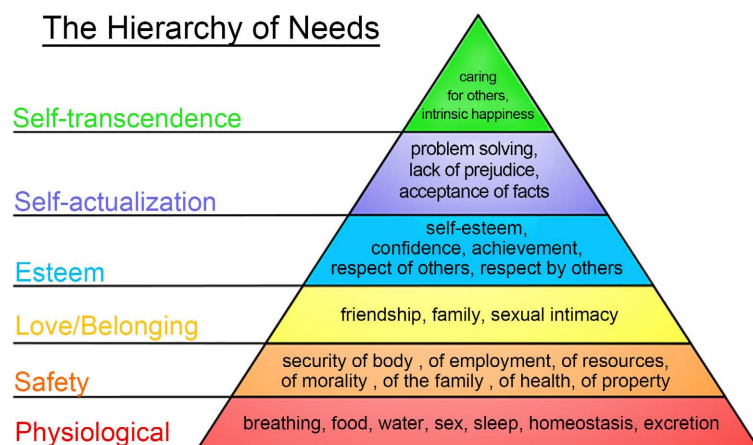 The Hierarchy of Needs
caring
for others,
intrinsic happiness
Self-transcendence
problem solving,
lack of prejudice,
acceptance of facts
Self-actualization
self-esteem,
confidence, achievement,
respect of others, respect by others
Esteem
friendship, family, sexual intimacy
Love/Belonging
security of body , of employment, of resources,
of morality , of the family , of health, of property
Safety
breathing, food, water, sex, sleep, homeostasis, excretion
Physiological